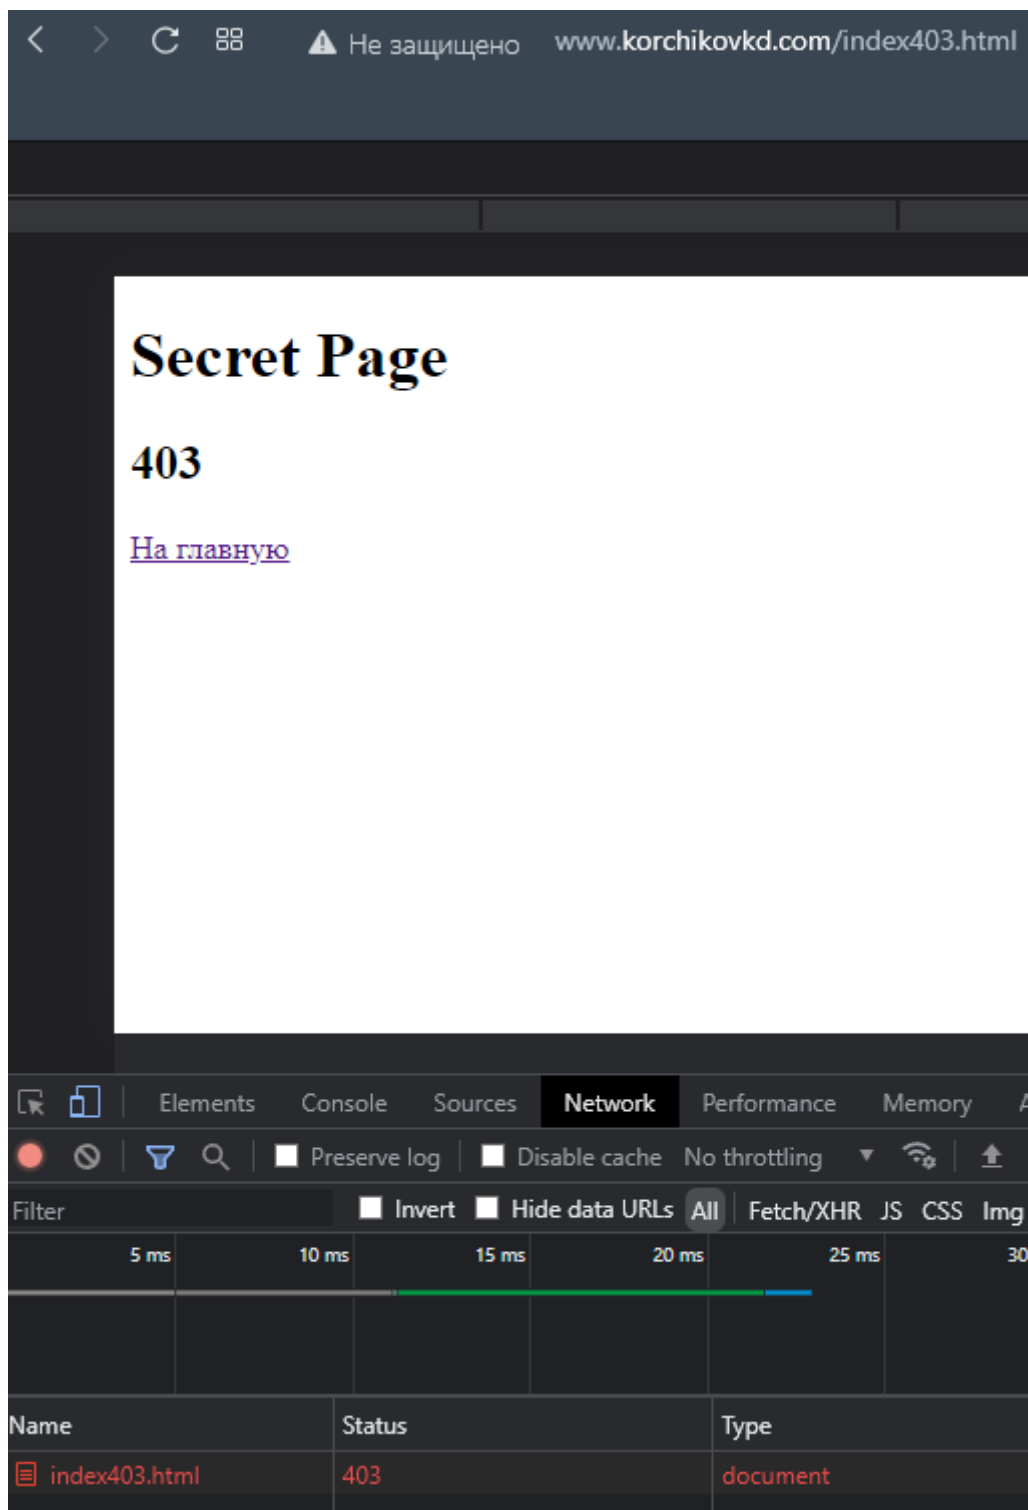 Не защищено www.korchikovkd.com/index403.html
Secret Page
403
На главную
Elements Console Sources Network Performance Memory
Preserve log Disable cache No throttling
Filter Invert Hide data URLs All Fetch/XHR JS CSS Img
5 ms 10 ms 15 ms 20 ms 25 ms 30
Name Status Type
index403.html 403 document